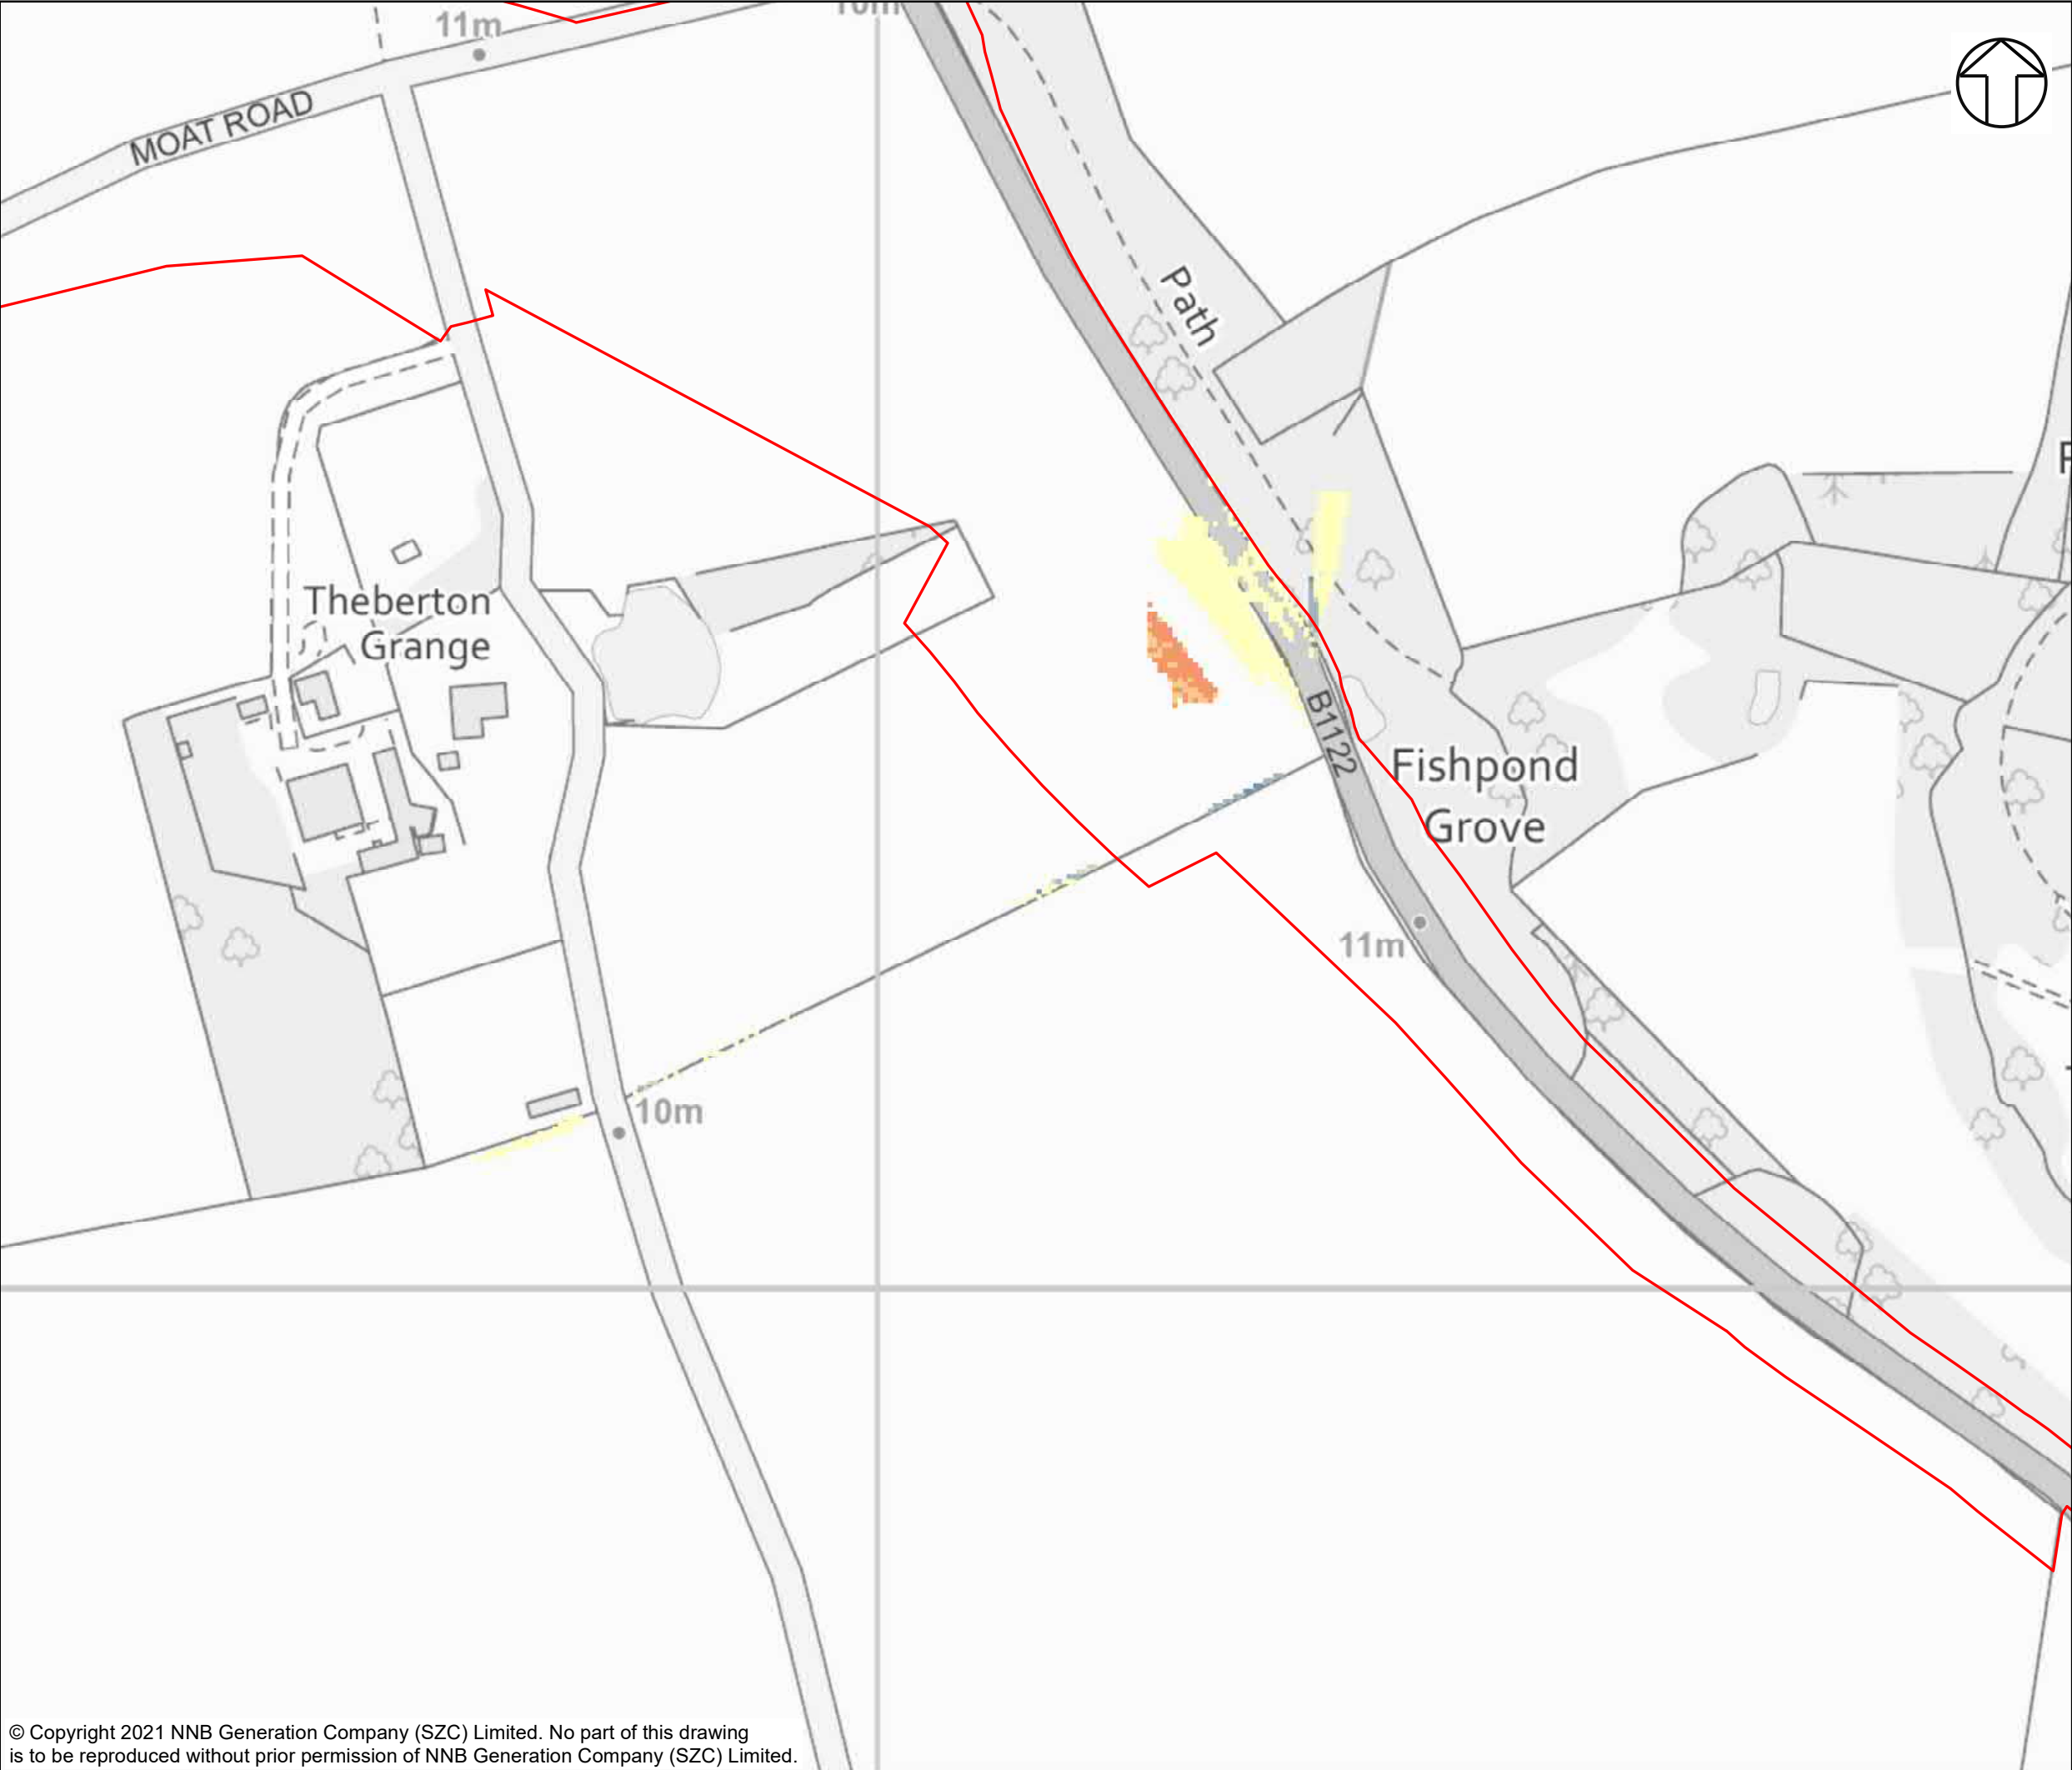 11m
10m
MOAT ROAD
Path
Theberton
Grange
B1122
Fishpond
Grove
11m
10m
© Copyright 2021 NNB Generation Company (SZC) Limited. No part of this drawing
is to be reproduced without prior permission of NNB Generation Company (SZC) Limited.